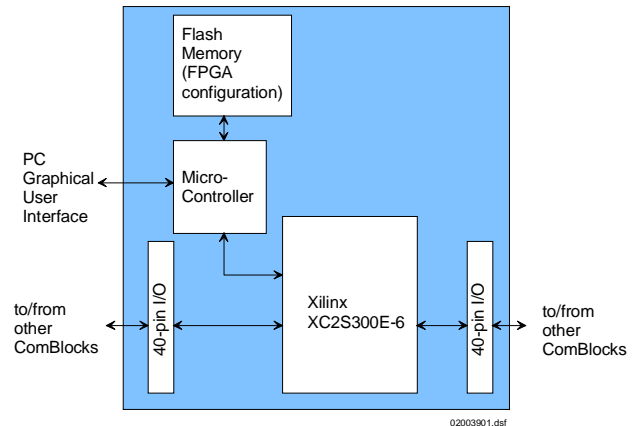 Flash
Memory
(FPGA
configuration)
PC
Graphical
User
Interface
Micro-
Controller
40-pin I/O
Xilinx
XC2S300E-6
40-pin I/O
to/from
other
ComBlocks
to/from
other
ComBlocks
02003901.dsf